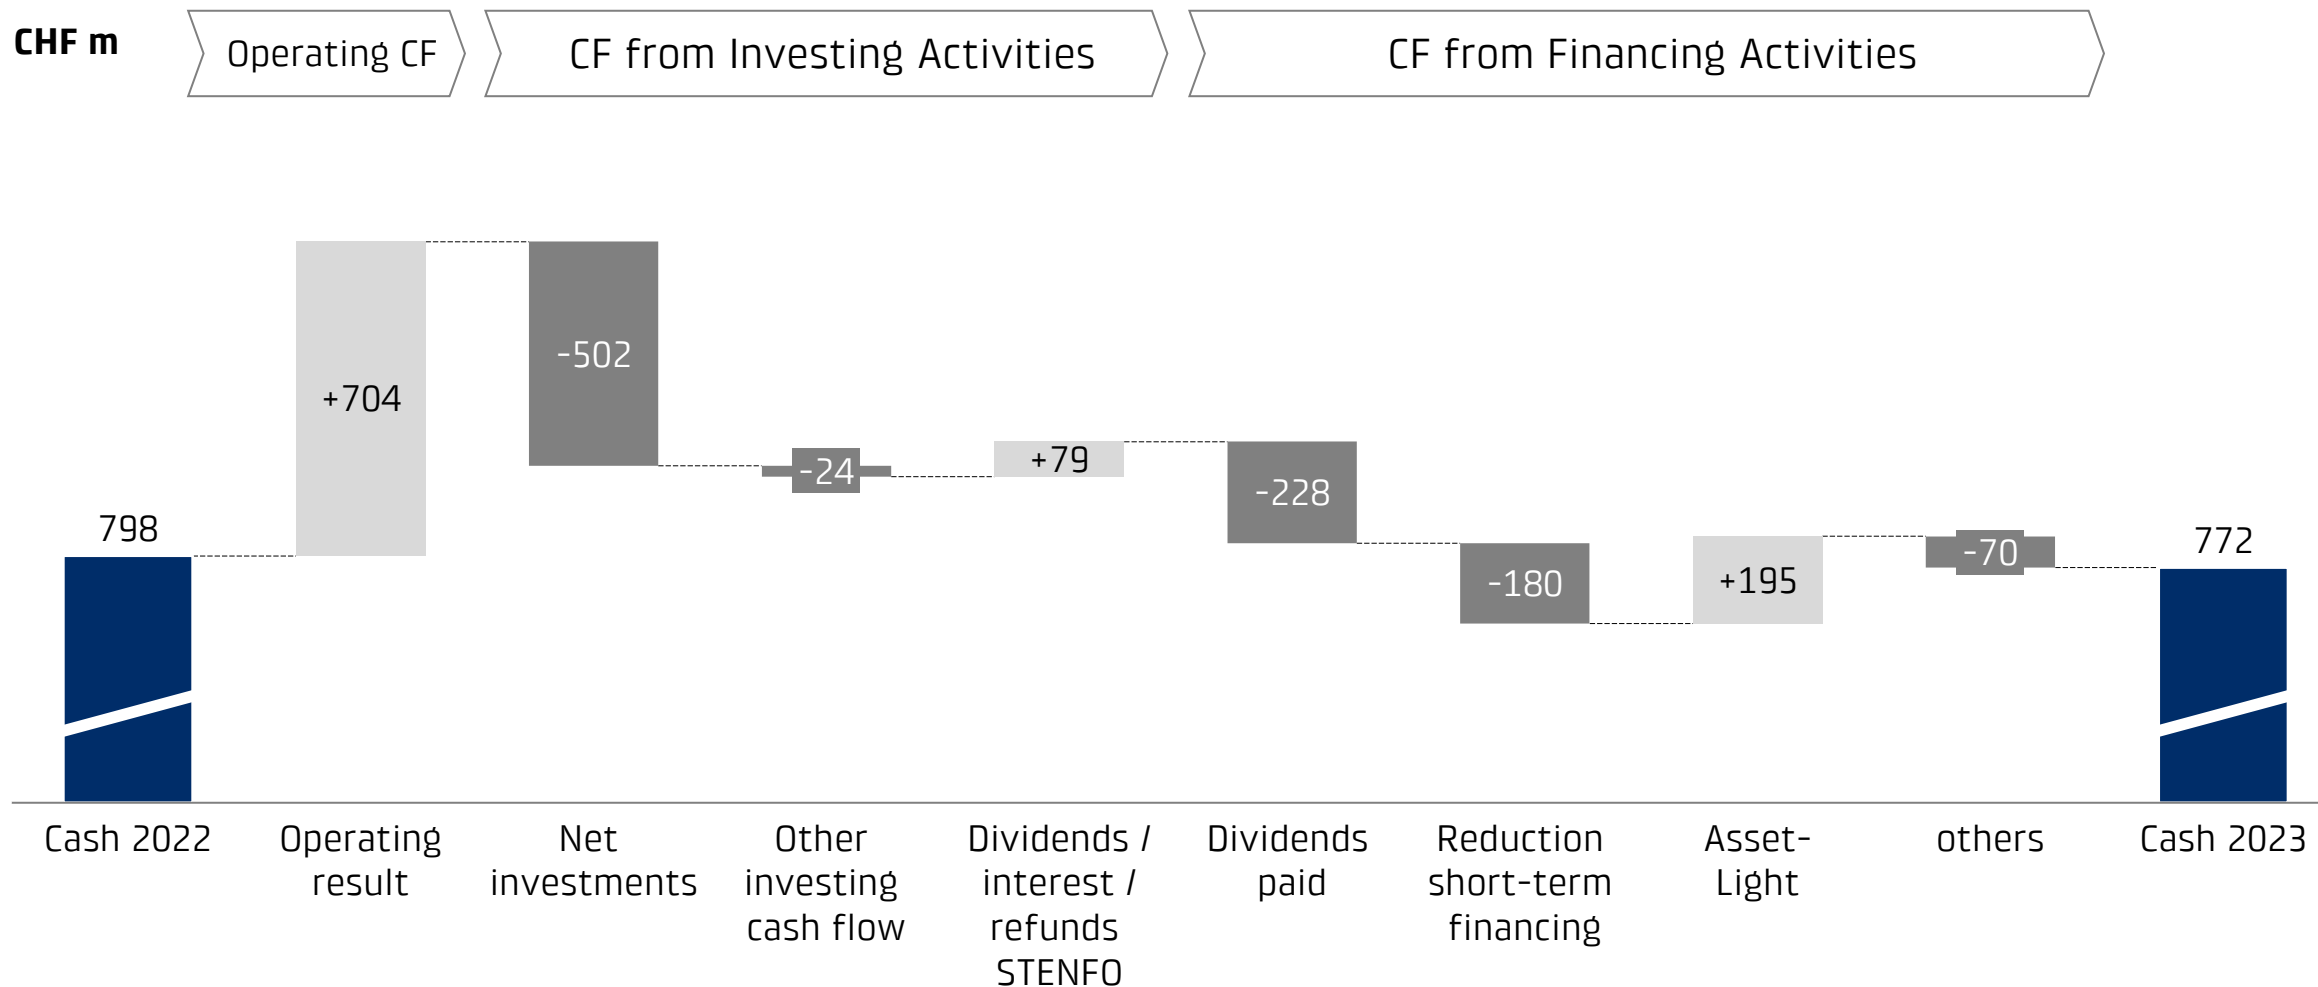 CHF m
Operating CF
CF from Investing Activities
CF from Financing Activities
798
+704
-502
-24
+79
-228
-180
+195
-70
772
Cash 2022
Operating
result
Net
investments
Other
investing
cash flow
Dividends /
interest /
refunds
STENFO
Dividends
paid
Reduction
short-term
financing
Asset-
Light
others
Cash 2023